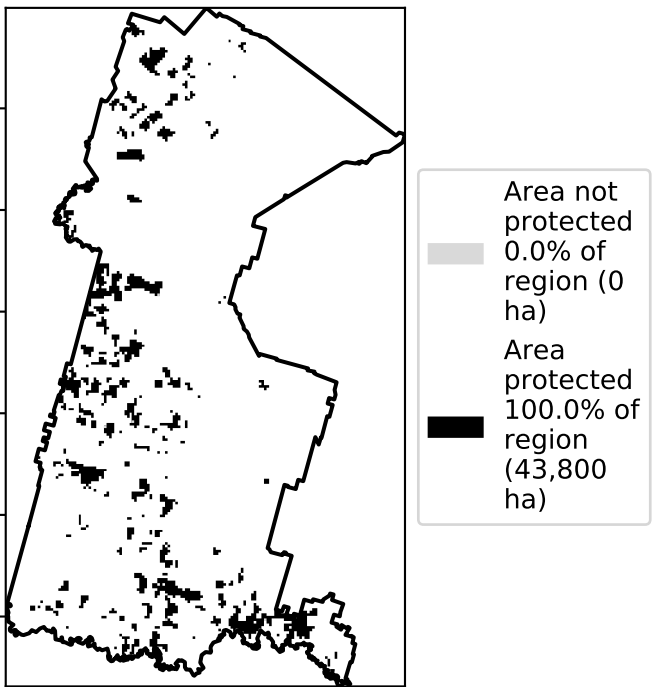 Area not
protected
0.0% of
region (0
ha)
Area
protected
100.0% of
region
(43,800
ha)